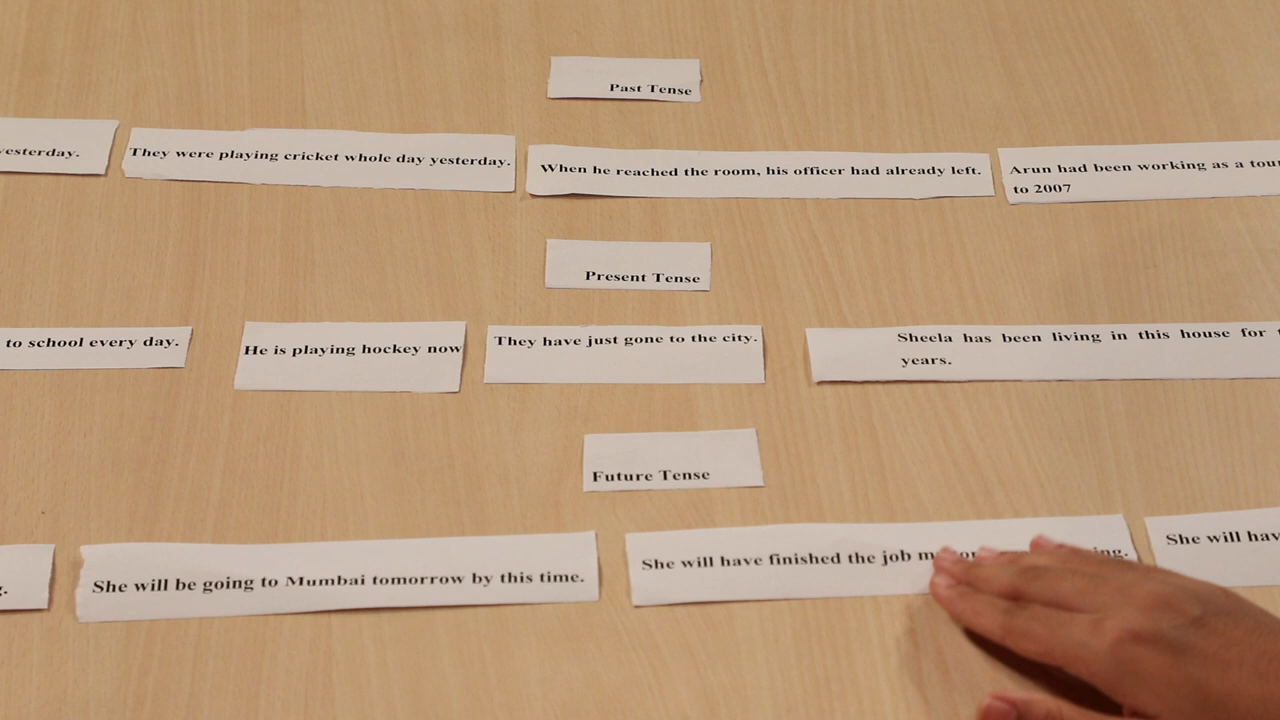 Past Tense
yesterday.
They were playing cricket whole day yesterday.
When he reached the room, his officer had already left.
Arun had been working as a
to 2007
Present Tense
to school every day.
He is playing hockey now
They have just gone to the city.
Sheela has been living in this house for
years.
Future Tense
She will be going to Mumbai tomorrow by this time.
She will have finished the job
She will